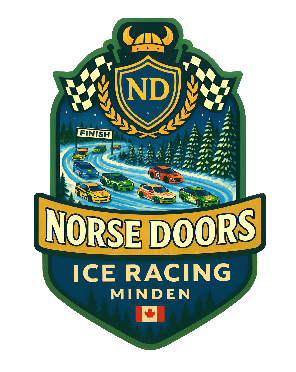 ND
FINISH
NORSE DOORS
ICE RACING
MINDEN